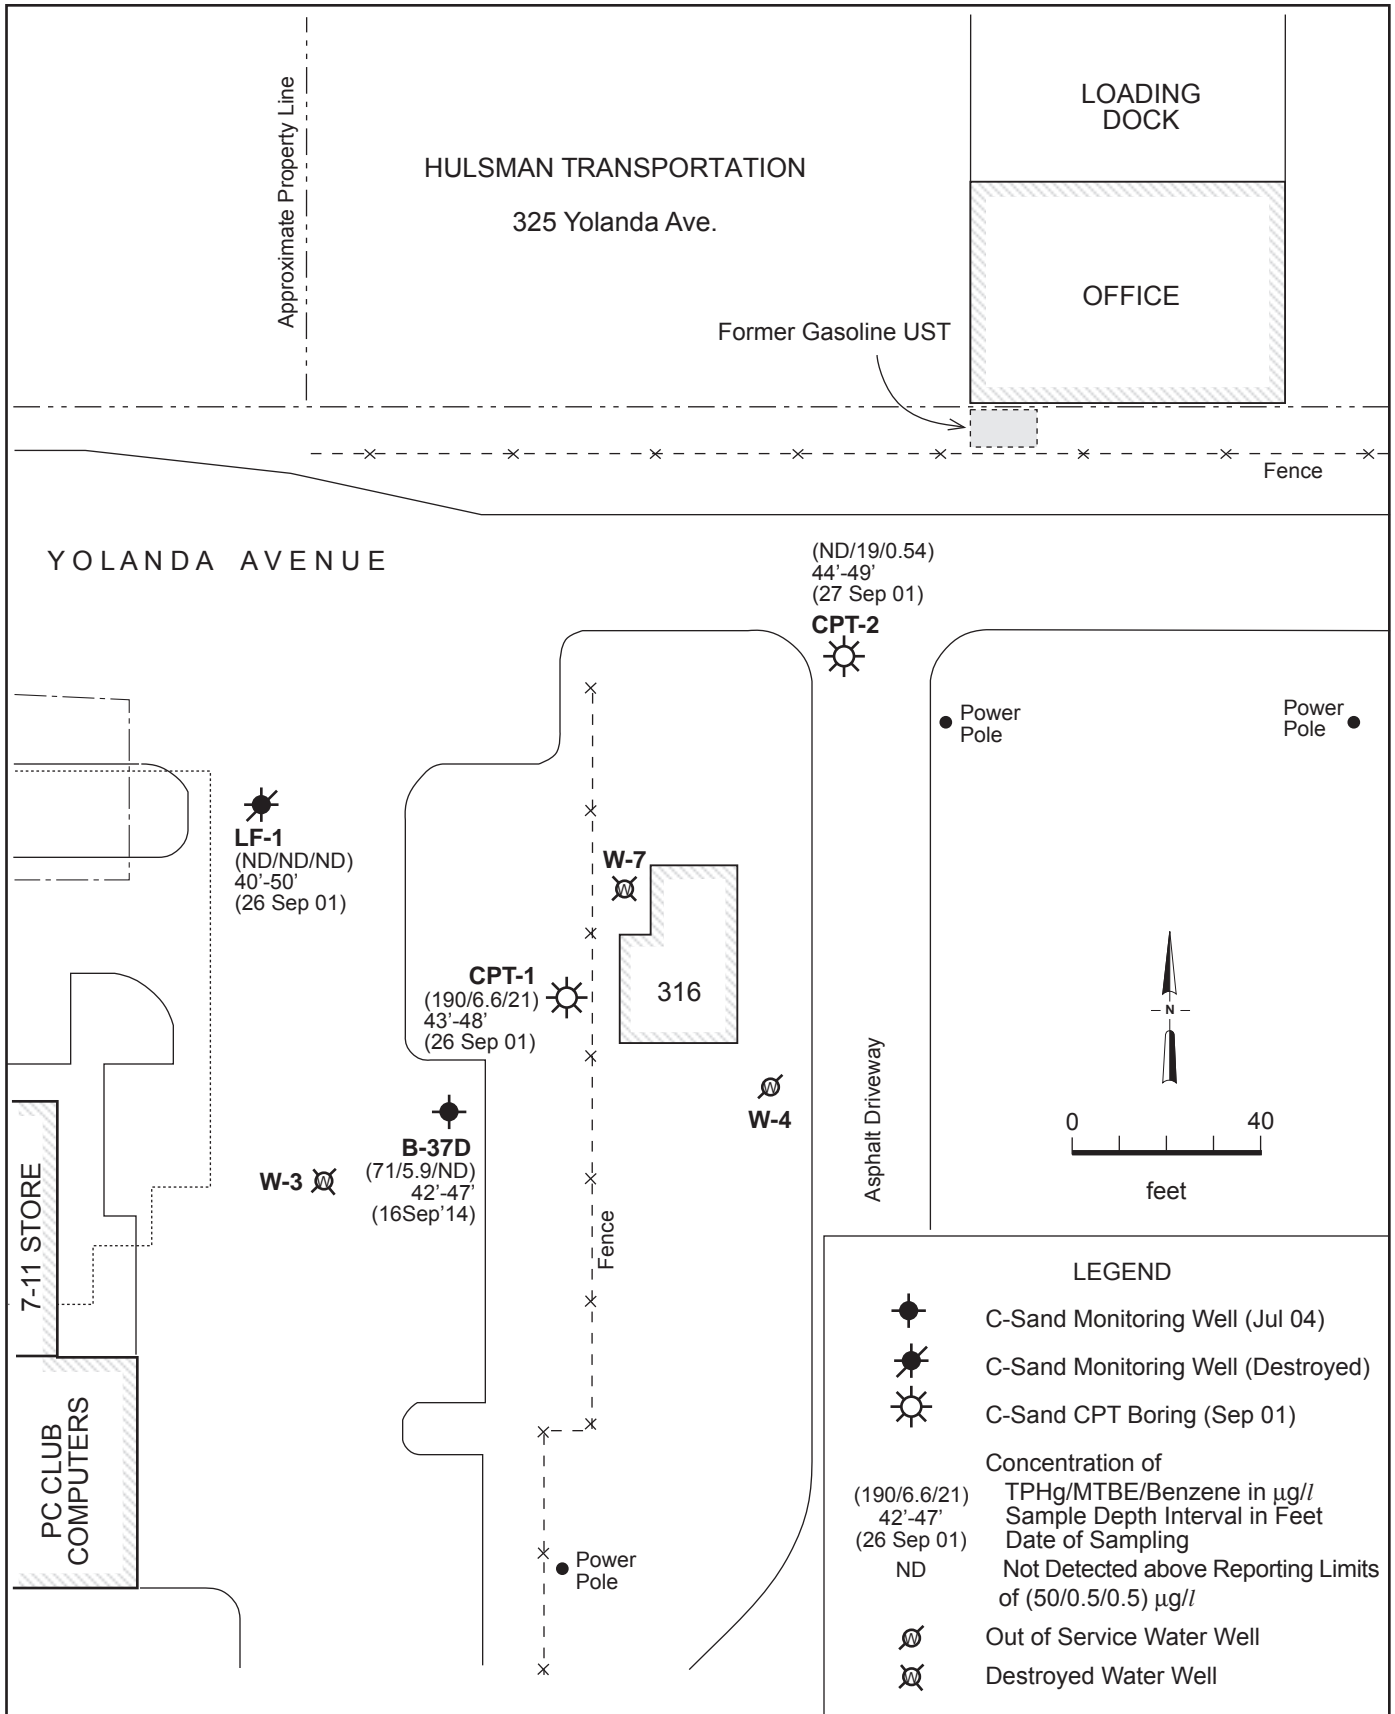 LOADING
DOCK
Approximate Property Line
HULSMAN TRANSPORTATION
325 Yolanda Ave.
OFFICE
Former Gasoline UST
Fence
YOLANDA AVENUE
(ND/19/0.54)
44’-49’
(27 Sep 01)
CPT-2
Power
Pole
Power
Pole
LF-1
(ND/ND/ND)
40’-50’
(26 Sep 01)
W-7
W
CPT-1
(190/6.6/21)
43’-48’
(26 Sep 01)
316
N
W
W-4
Asphalt Driveway
0 40
feet
B-37D
(71/5.9/ND)
42’-47’
(16Sep’14)
W-3 W
Fence
7-11 STORE
PC CLUB
COMPUTERS
Power
Pole
LEGEND
C-Sand Monitoring Well (Jul 04)
C-Sand Monitoring Well (Destroyed)
C-Sand CPT Boring (Sep 01)
Concentration of
(190/6.6/21) TPHg/MTBE/Benzene in µg/l
42’-47’ Sample Depth Interval in Feet
(26 Sep 01) Date of Sampling
ND Not Detected above Reporting Limits
of (50/0.5/0.5) µg/l
W Out of Service Water Well
W Destroyed Water Well